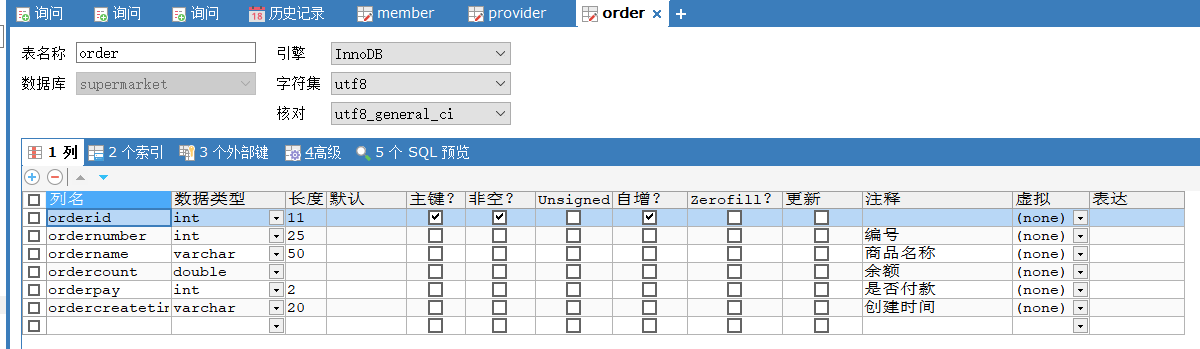 询问 询问 询问 18 历史记录 member provider order × +
表名称 order 引擎 InnoDB
数据库 supermarket 字符集 utf8
核对 utf8_general_ci
1 列 2 个索引 3 个外部键 4高级 5 个 SQL 预览
列名 数据类型 长度 默认 主键? 非空? Unsigned 自增? Zerofill? 更新 注释 虚拟 表达
orderid int 11 (none)
ordernumber int 25 编号 (none)
ordername varchar 50 商品名称 (none)
ordercount double 余额 (none)
orderpay int 2 是否付款 (none)
ordercreatetin varchar 20 创建时间 (none)